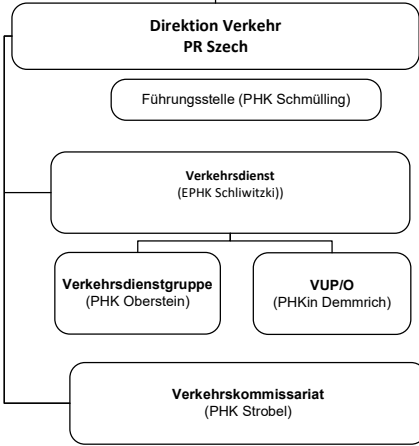 Direktion Verkehr
PR Szech
Führungsstelle (PHK Schmülling)
Verkehrsdienst
(EPHK Schliwitzki))
Verkehrsdienstgruppe
(PHK Oberstein)
VUP/O
(PHKin Demmrich)
Verkehrskommissariat
(PHK Strobel)